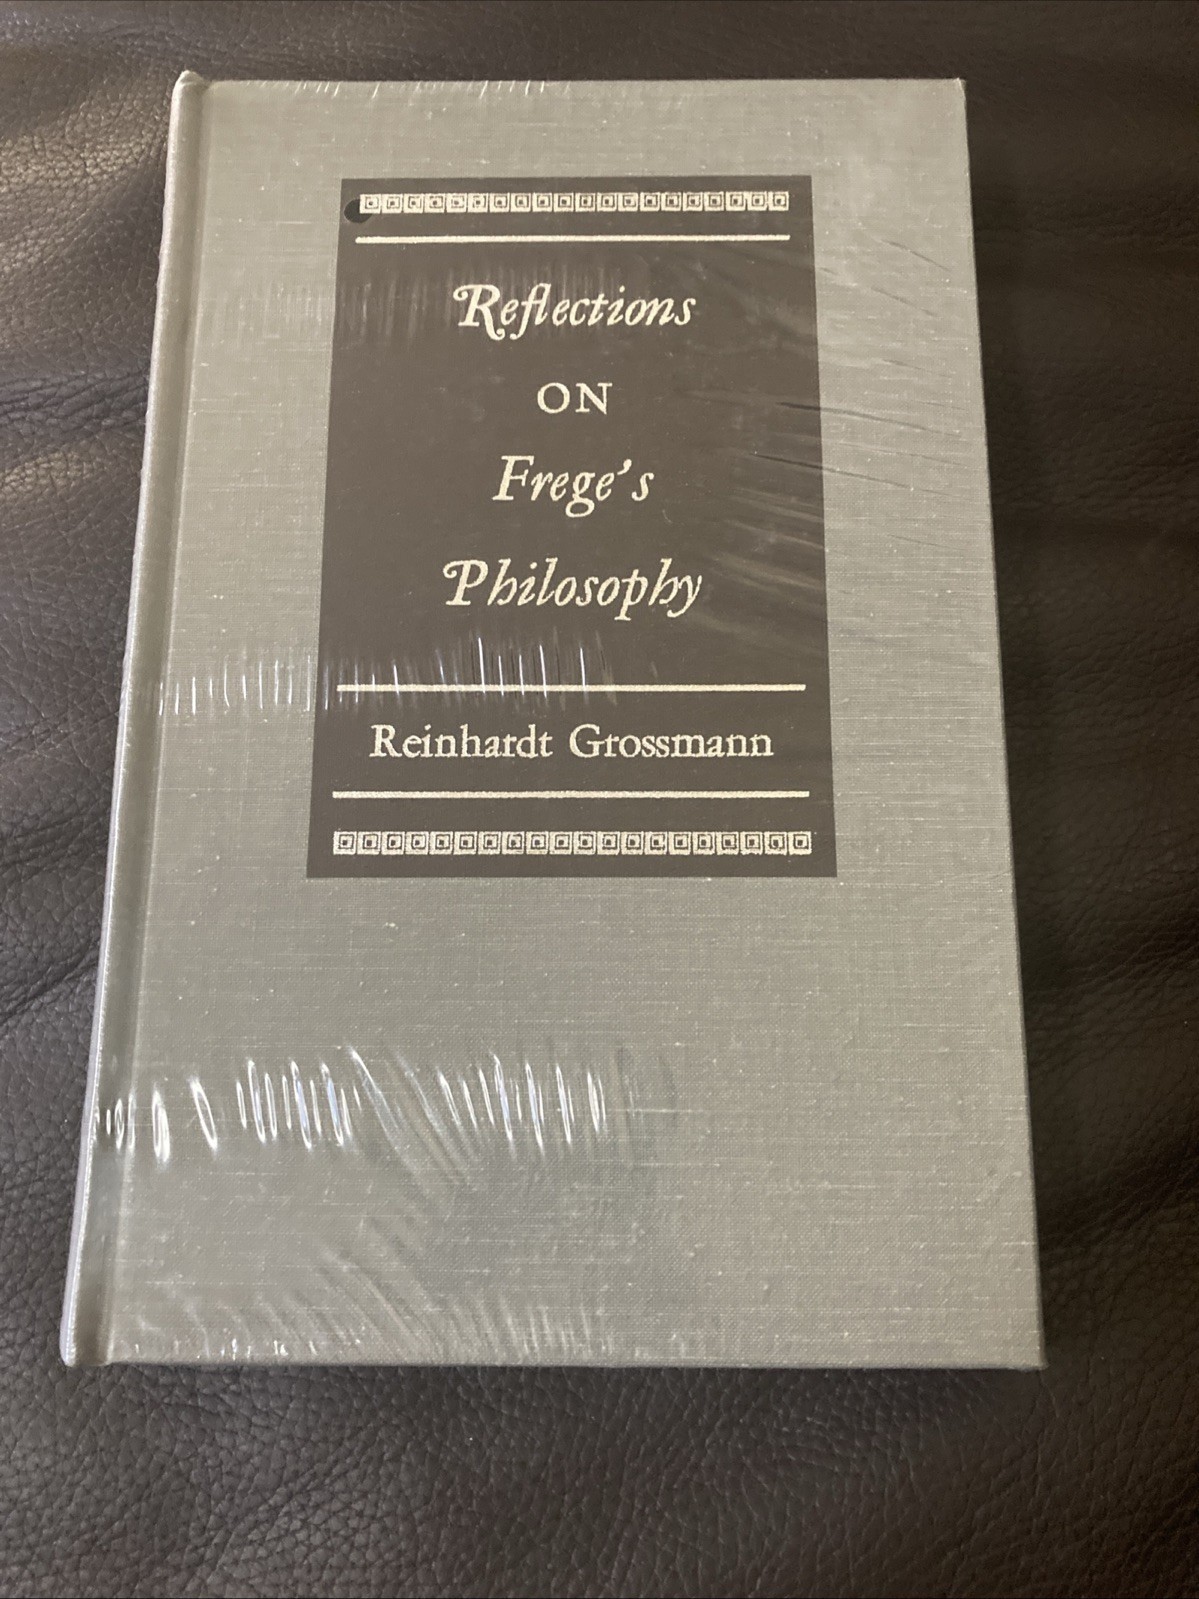 Reflections
ON
Frege's
Philosophy
Reinhardt Grossmann